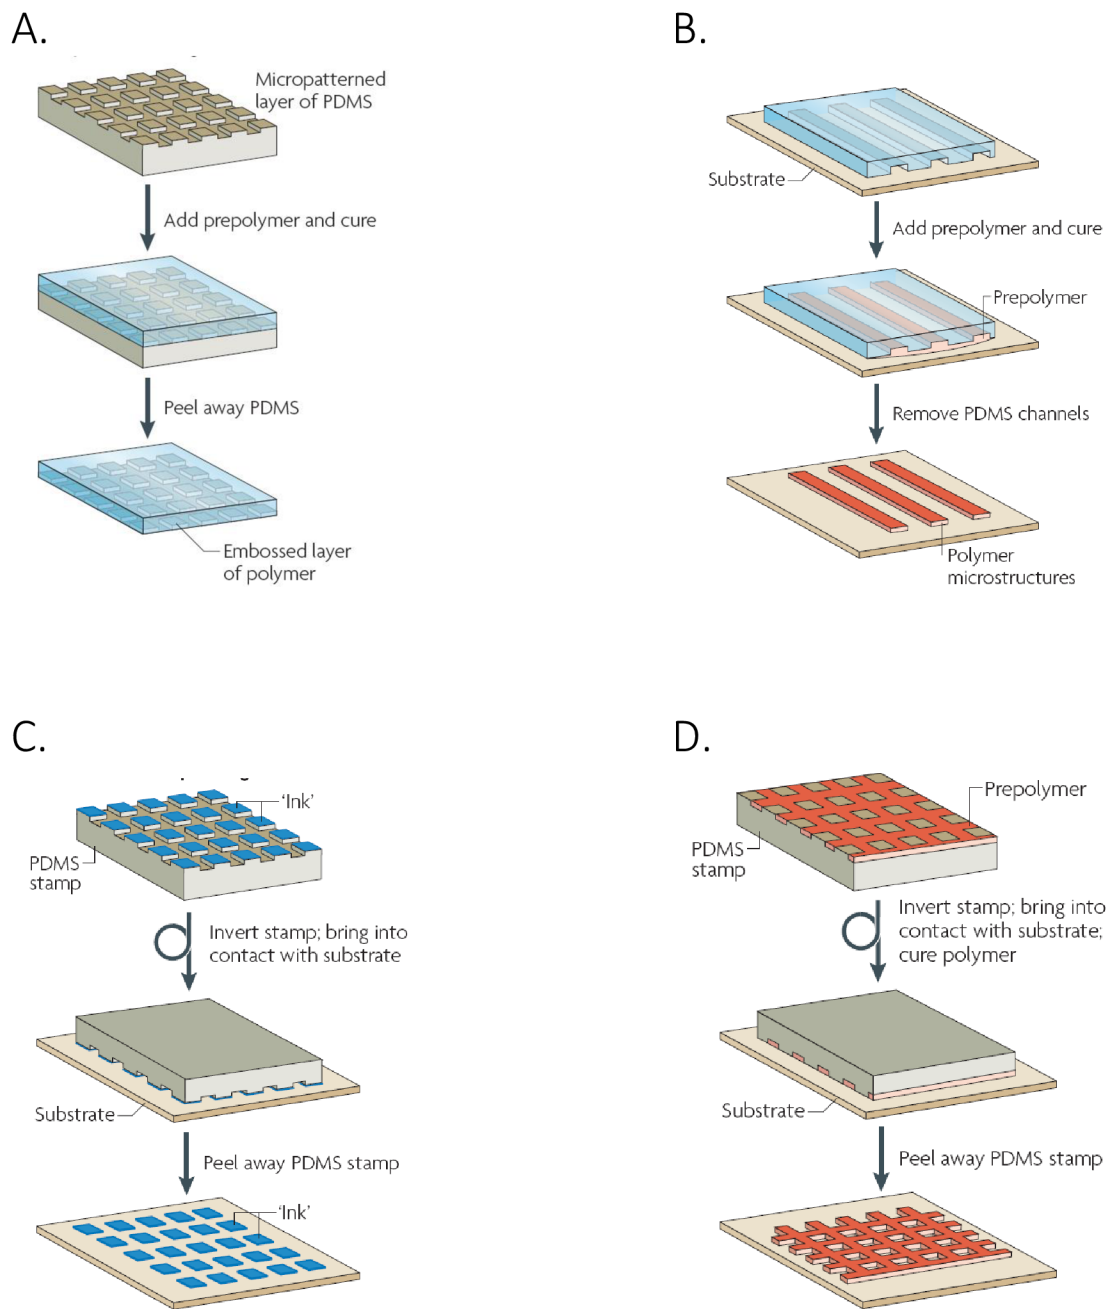 A.
Micropatterned
layer of PDMS
Add prepolymer and cure
Peel away PDMS
Embossed layer
of polymer
B.
Substrate
Add prepolymer and cure
Prepolymer
Remove PDMS channels
Polymer
microstructures
C.
'Ink'
PDMS
stamp
Invert stamp; bring into
contact with substrate
Substrate
Peel away PDMS stamp
'Ink'
D.
Prepolymer
PDMS
stamp
Invert stamp; bring into
contact with substrate;
cure polymer
Substrate
Peel away PDMS stamp